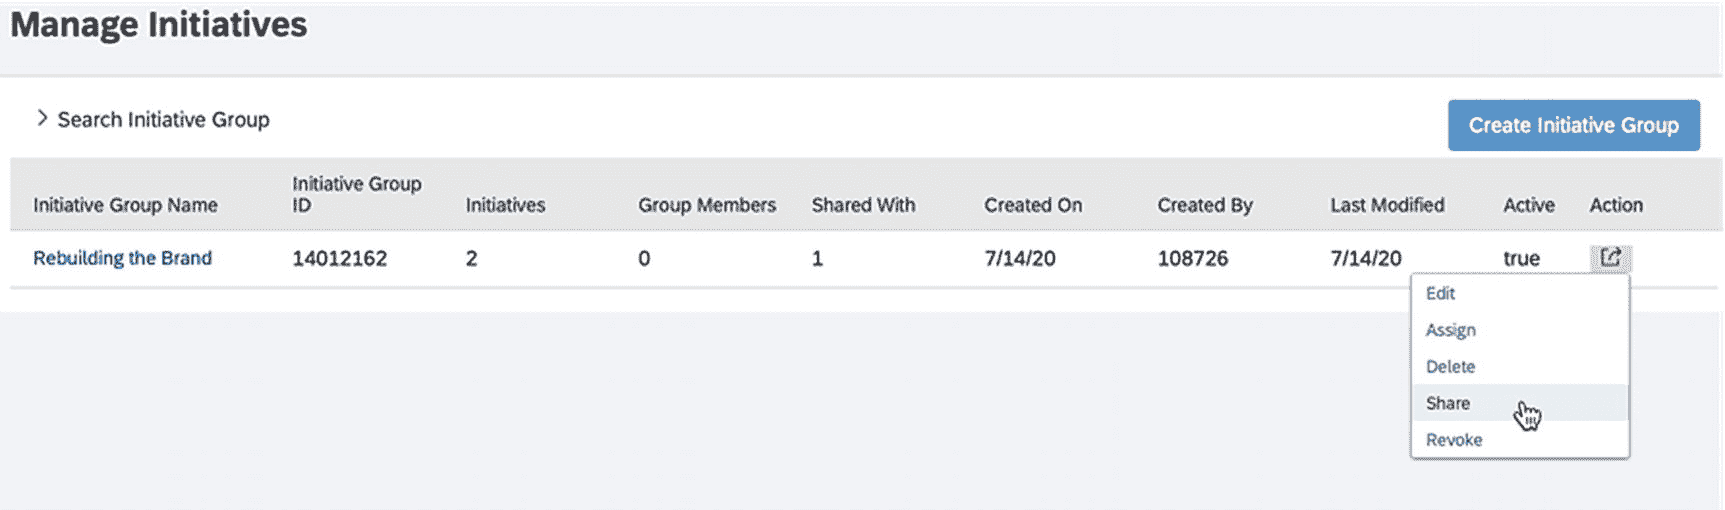 Manage Initiatives
Search Initiative Group
Create Initiative Group
Initiative Group Name Initiative Group ID Initiatives Group Members Shared With Created On Created By Last Modified Active Action
Rebuilding the Brand 14012162 2 0 1 7/14/20 108726 7/14/20 true
Edit
Assign
Delete
Share
Revoke